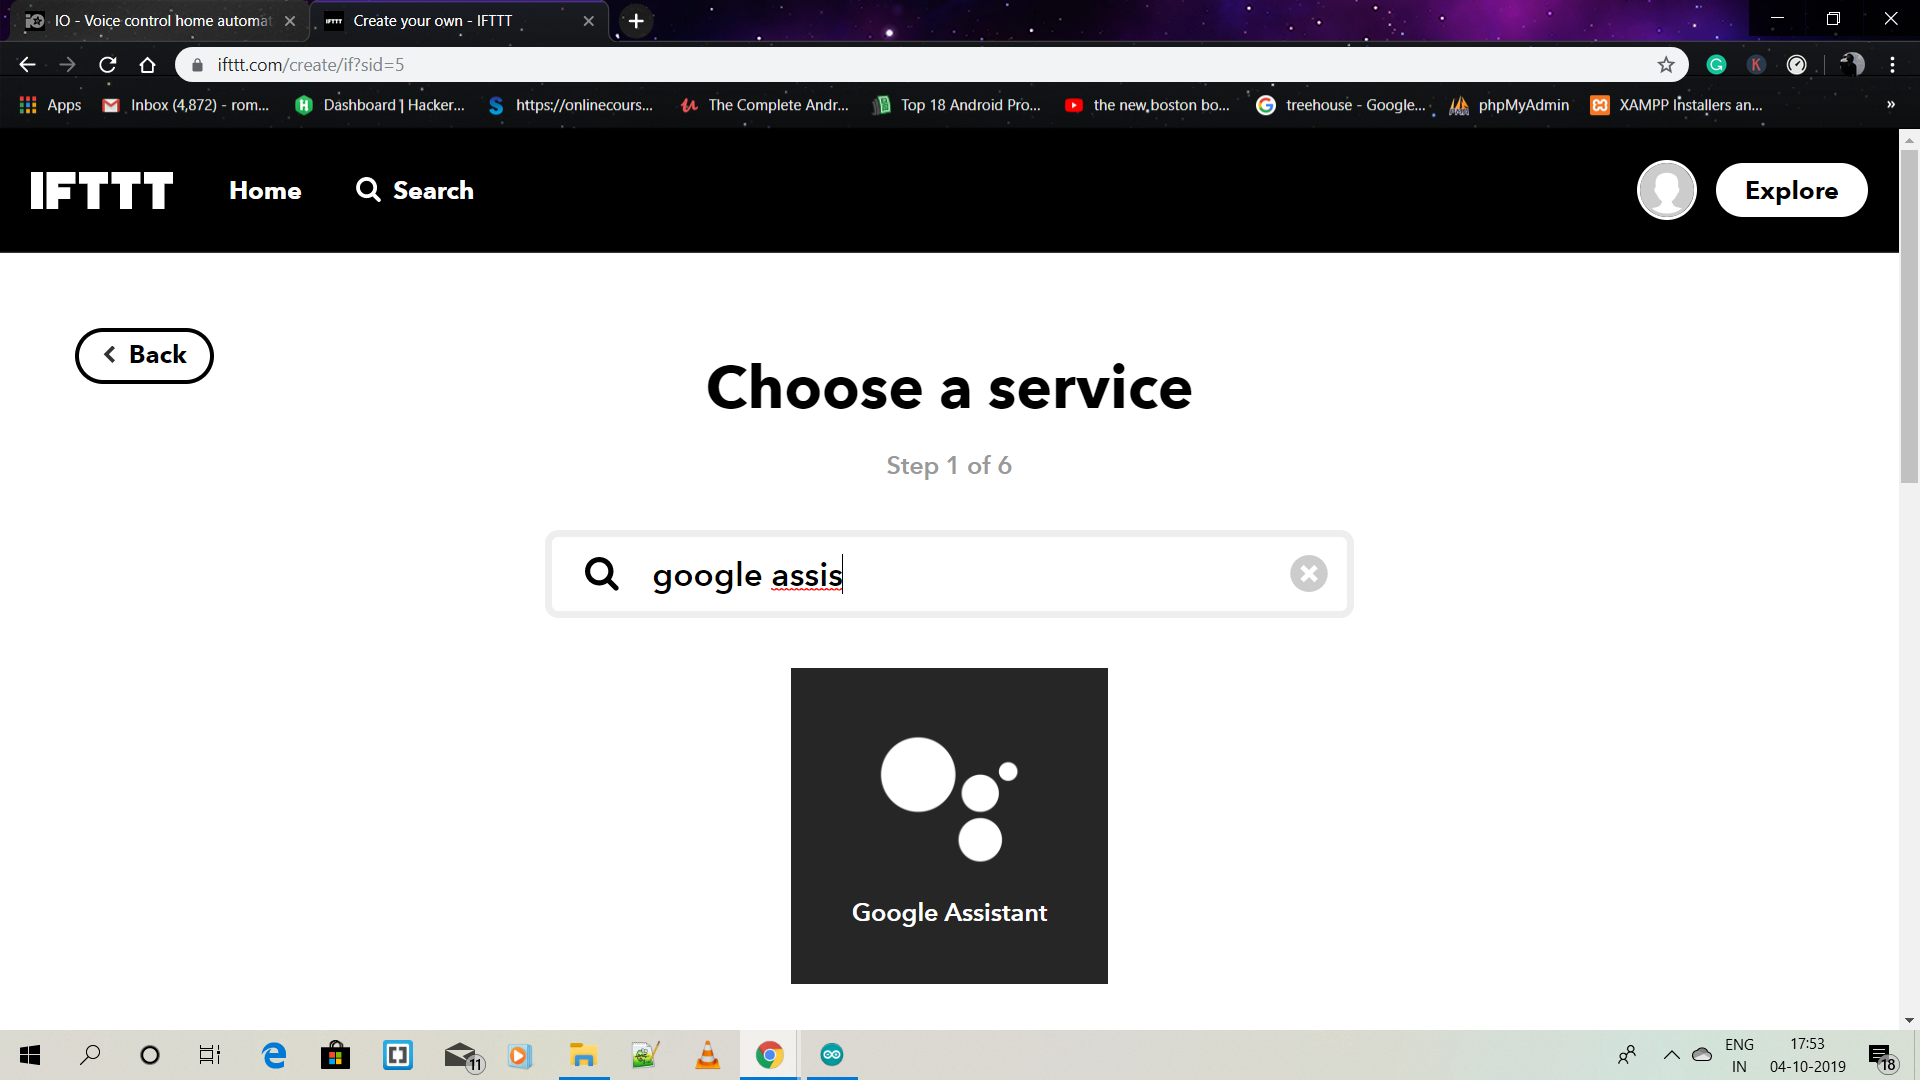 IO - Voice control home automat
Create your own - IFTTT
ifttt.com/create/if?sid=5
Apps
Inbox (4,872) - rom...
Dashboard | Hacker...
https://onlinecours...
The Complete Andr...
Top 18 Android Pro...
the new boston bo...
treehouse - Google...
phpMyAdmin
XAMPP Installers an...
»
IFTTT
Home
Search
Explore
Back
Choose a service
Step 1 of 6
google assis
Google Assistant
11
ENG
IN
17:53
04-10-2019
18